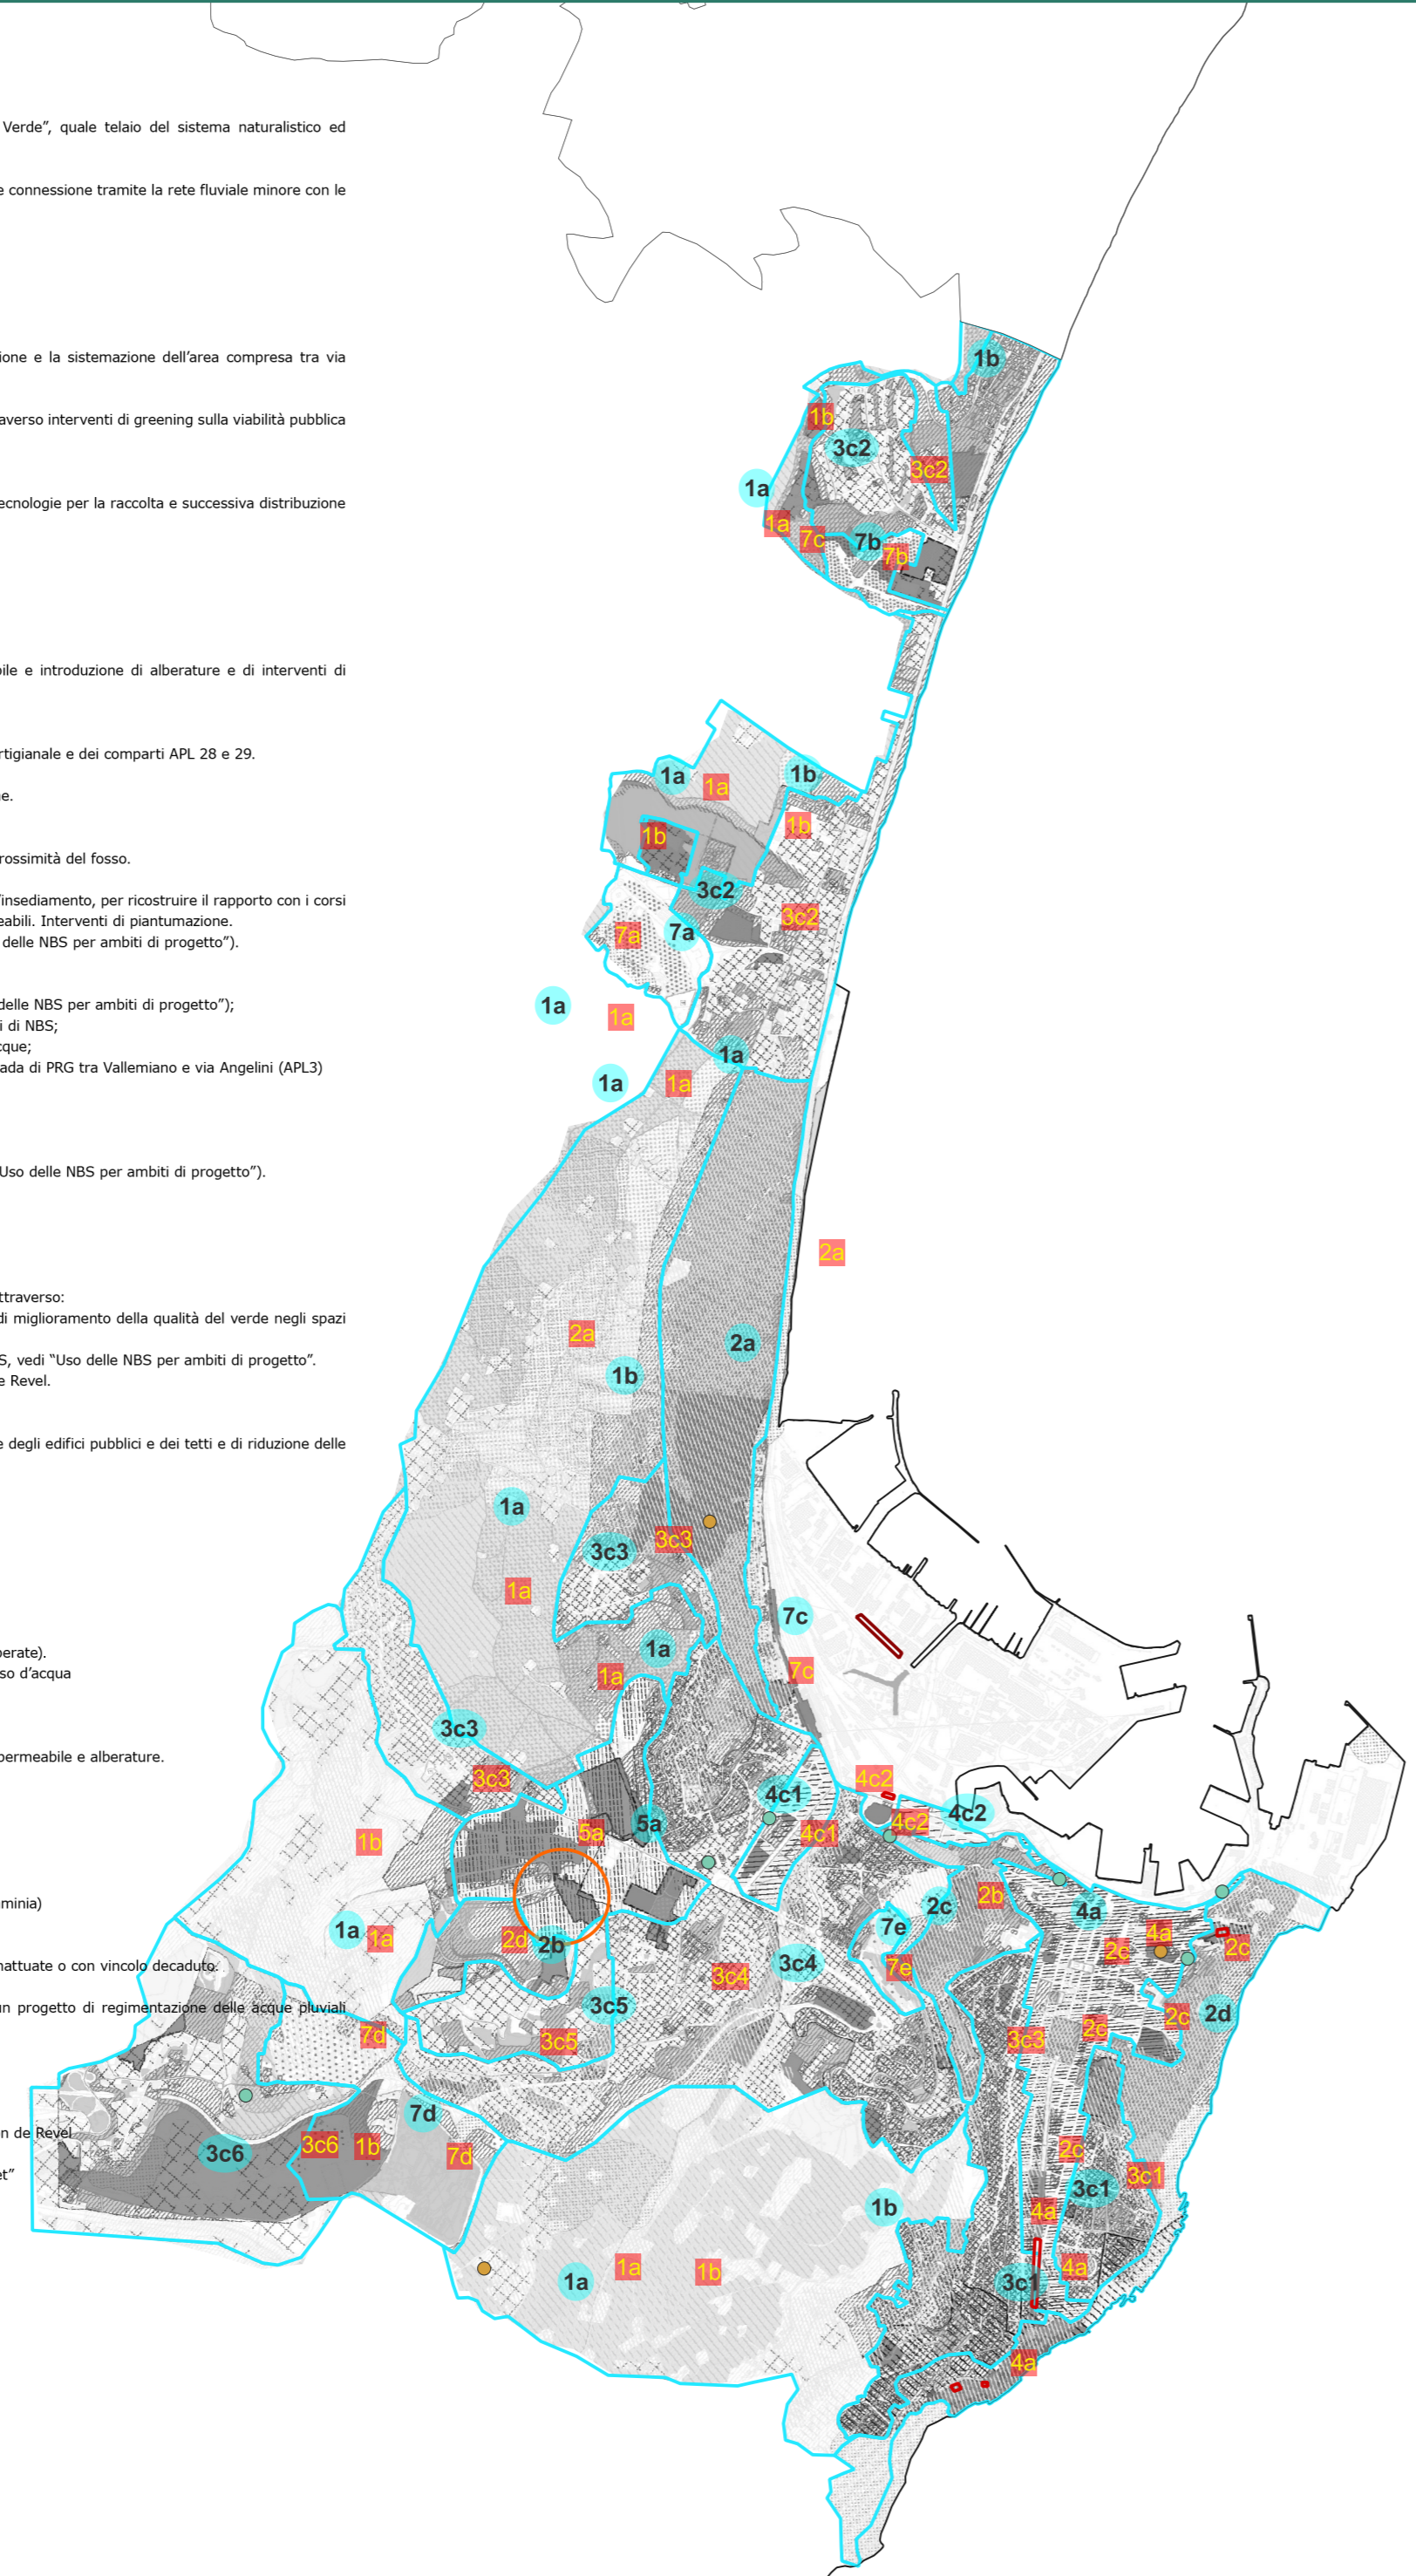 Verde”, quale telaio del sistema naturalistico ed
e connessione tramite la rete fluviale minore con le
ione e la sistemazione dell’area compresa tra via
averso interventi di greening sulla viabilità pubblica
ecnologie per la raccolta e successiva distribuzione
bile e introduzione di alberature e di interventi di
rtigianale e dei comparti APL 28 e 29.
ne.
rossimità del fosso.
l’insediamento, per ricostruire il rapporto con i corsi
eabili. Interventi di piantumazione.
delle NBS per ambiti di progetto”).
delle NBS per ambiti di progetto”);
i di NBS;
cque;
ada di PRG tra Vallemiano e via Angelini (APL3)
Uso delle NBS per ambiti di progetto”).
ttraverso:
di miglioramento della qualità del verde negli spazi
S, vedi “Uso delle NBS per ambiti di progetto”.
e Revel.
e degli edifici pubblici e dei tetti e di riduzione delle
perate).
so d’acqua
permeabile e alberature.
aminia)
nattuate o con vincolo decaduto.
un progetto di regimentazione delle acque pluviali
n de Revel
et”
1b
1b
3c2
3c2
1a
1a
7c
7b
7b
1a
1a
1b
1b
1b
3c2
3c2
7a
7a
1a
1a
1a
1a
1a
2a
2a
2a
1b
1a
3c3
3c3
1a
7c
1a
7c
1a
3c3
3c3
4c2
4c1
4c2
4c2
5a
5a
4c1
1b
2b
2c
4a
7e
1a
1a
2d
2b
4a
2c
2c
3c4
7e
3c4
3c5
2d
2c
2c
7d
3c5
3c3
7d
3c6
1b
3c6
7d
2c
3c1
3c1
1b
4a
1a
1b
4a
1a
3c1
4a